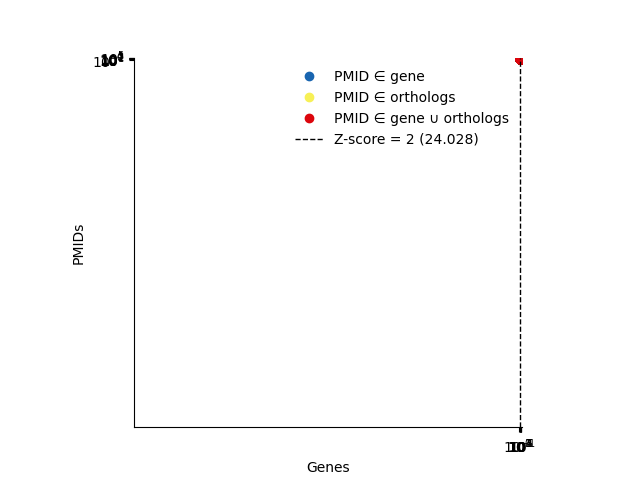 PMID ∈ gene
PMID ∈ orthologs
PMID ∈ gene ∪ orthologs
Z-score = 2 (24.028)
PMIDs
Genes